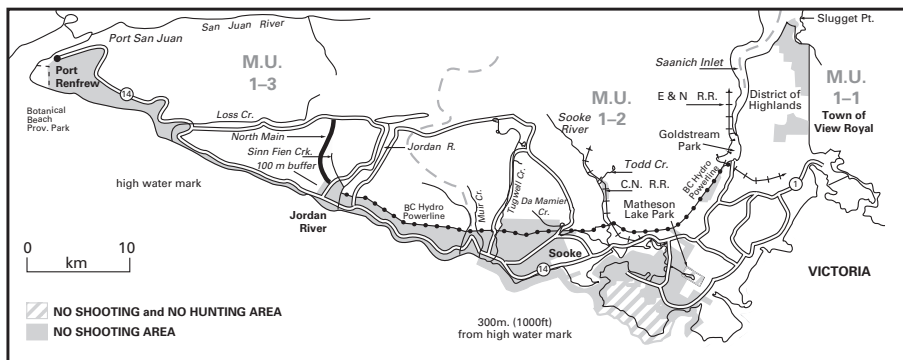 Slugget Pt.
San Juan River
Port San Juan
Saanich Inlet
M.U.
1–3
M.U.
1–1
Port
Renfrew
14
E & N R.R.
District of
Highlands
Town of
View Royal
M.U.
1–2
Botanical
Beach
Prov. Park
Loss Cr.
North Main
Sooke
River
Goldstream
Park
Sinn Fien Crk.
100 m buffer
Jordan R.
Todd Cr.
C.N. R.R.
BC Hydro
Powerline
1
high water mark
Tugwell Cr.
Da Mamier
Cr.
Muir Cr.
Matheson
Lake Park
Jordan
River
BC Hydro
Powerline
0 10
km
Sooke
14
VICTORIA
NO SHOOTING and NO HUNTING AREA
NO SHOOTING AREA
300m. (1000ft)
from high water mark